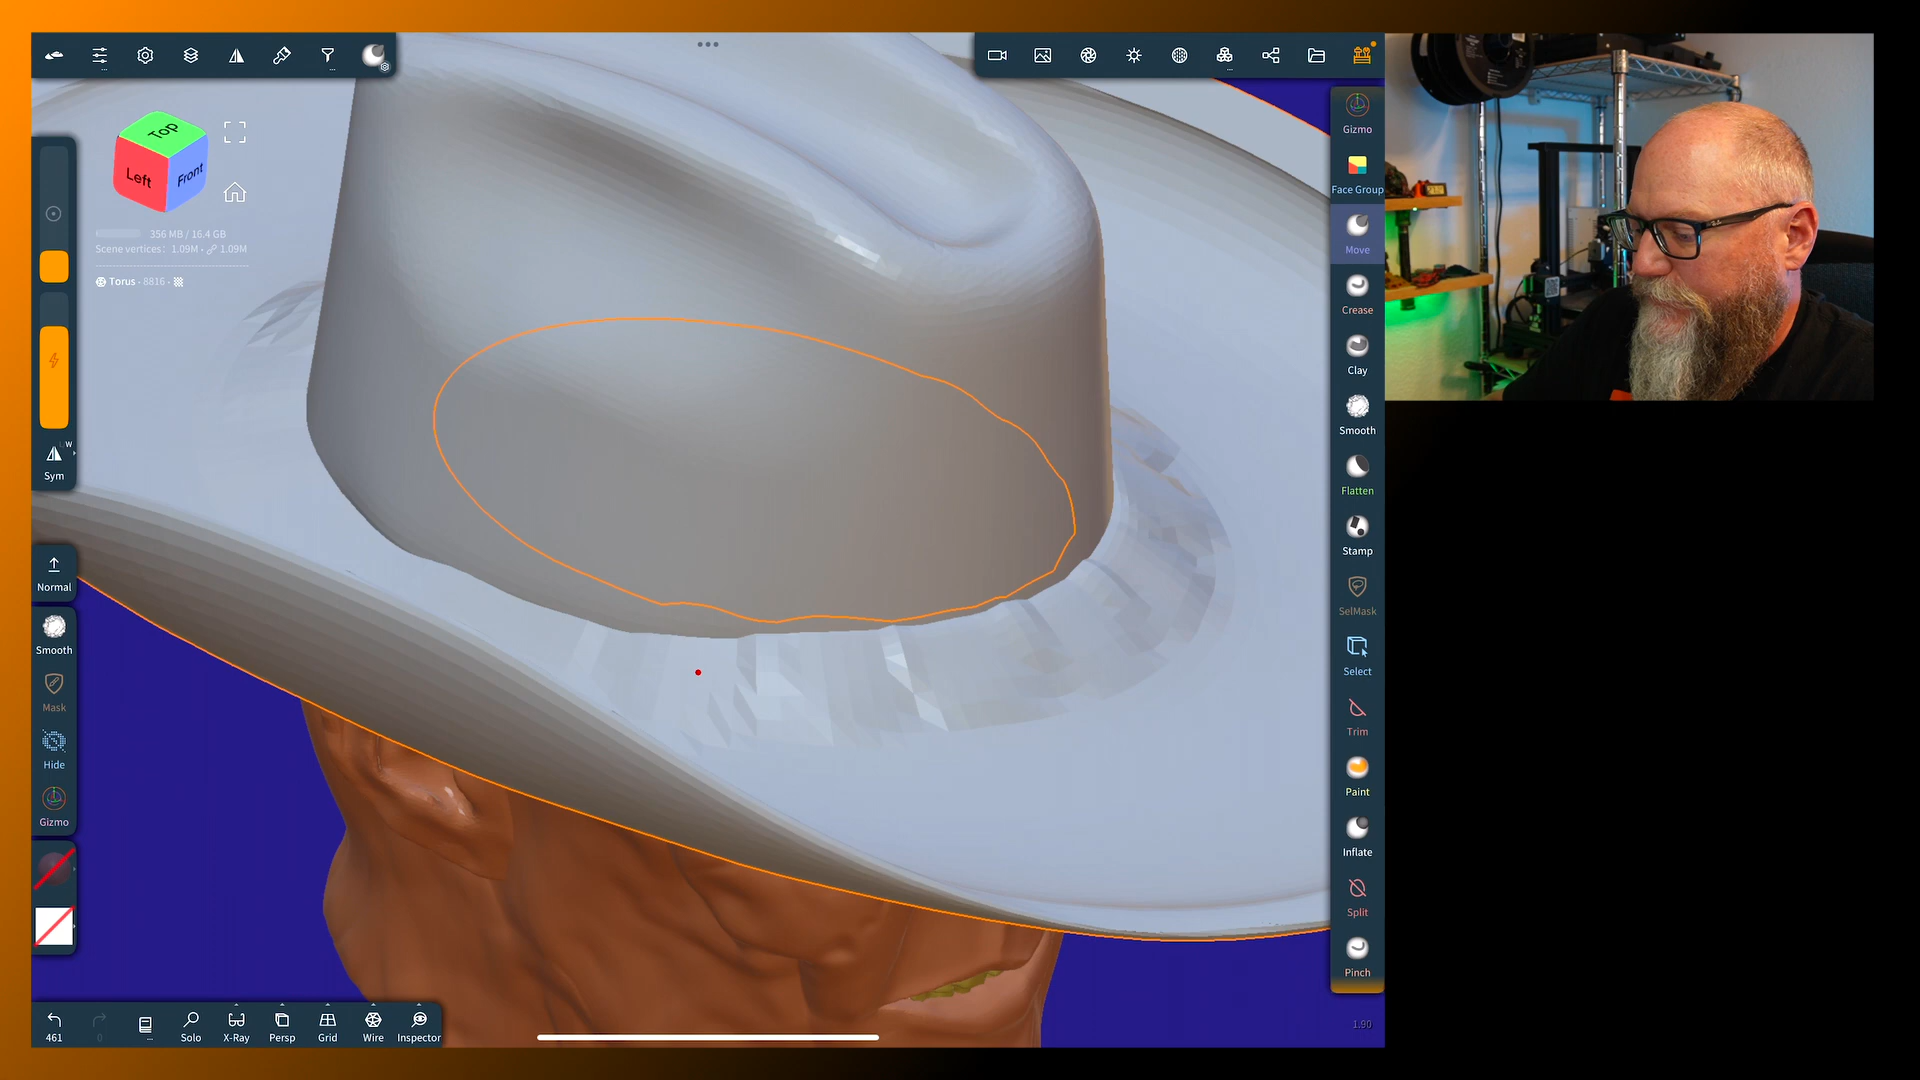 Top
Left
Front
356 MB / 16.4 GB
Scene vertices: 1.09M • 1.09M
Torus • 8816 •
W
Sym
Normal
Smooth
Mask
Hide
Gizmo
461
0
Solo
X-Ray
Persp
Grid
Wire
Inspector
Gizmo
Face Group
Move
Crease
Clay
Smooth
Flatten
Stamp
SelMask
Select
Trim
Paint
Inflate
Split
Pinch
1.90